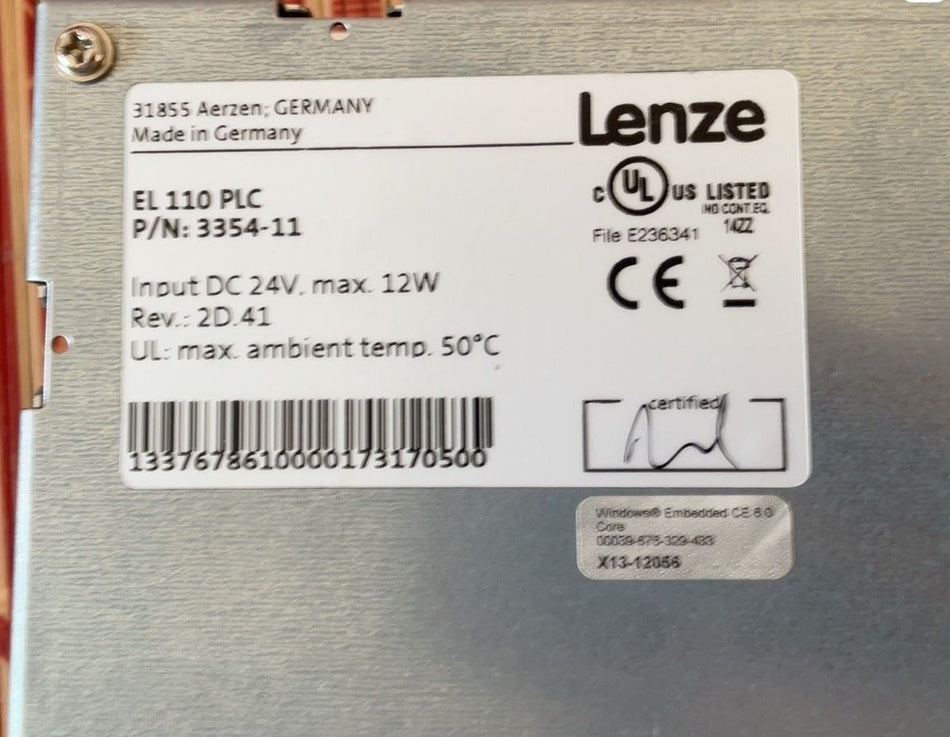 31855 Aerzen; GERMANY
Made in Germany
Lenze
C UL US LISTED
IND CONT.EQ.
14ZZ
File E236341
CE
EL 110 PLC
P/N: 3354-11
Input DC 24V, max. 12W
Rev.: 2D.41
UL: max. ambient temp. 50°C
1337678610000173170500
certified
Windows® Embedded CE 6.0
Core
X13-12056